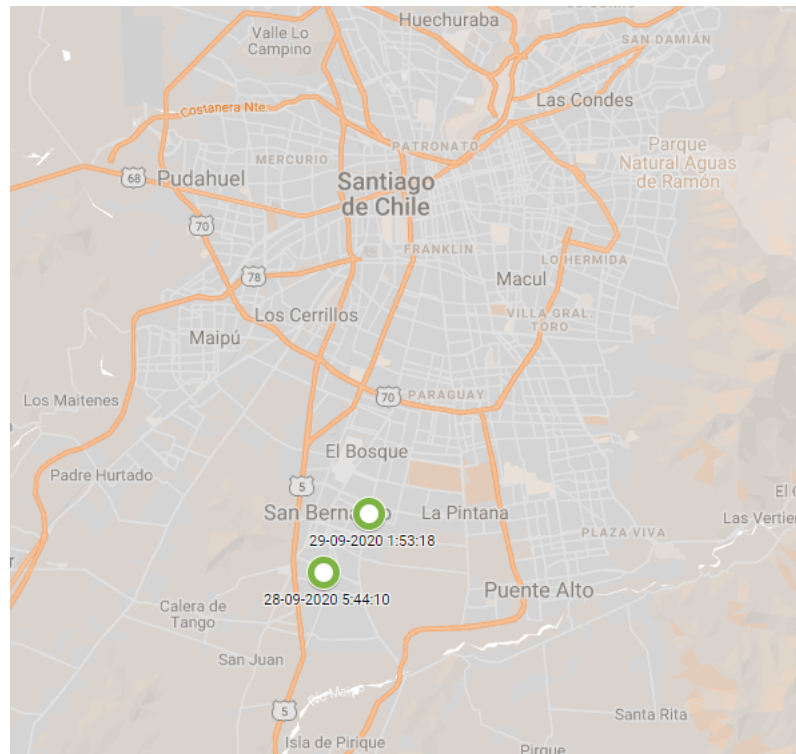 Huechuraba
Valle Lo
Campino
SAN DAMIÁN
Las Condes
Costanera Nte.
PATRONATO
MERCURIO
Parque
Natural Aguas
de Ramón
68
Pudahuel
Santiago
de Chile
70
FRANKLIN
LO HERMIDA
78
Macul
Los Cerrillos
VILLA GRAL.
TORO
Maipú
70
PARAGUAY
Los Maitenes
El Bosque
Padre Hurtado
5
San Bernardo
La Pintana
El
Las Vertie
PLAZA VIVA
29-09-2020 1:53:18
28-09-2020 5:44:10
Puente Alto
Calera de
Tango
San Juan
Río Maipo
5
Santa Rita
Isla de Pirque
Pirque